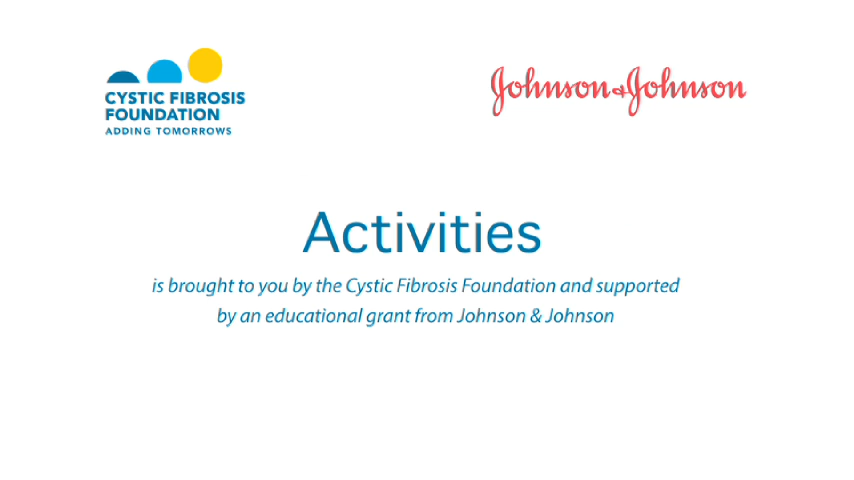 CYSTIC FIBROSIS
FOUNDATION
ADDING TOMORROWS
Johnson & Johnson
Activities
is brought to you by the Cystic Fibrosis Foundation and supported
by an educational grant from Johnson & Johnson